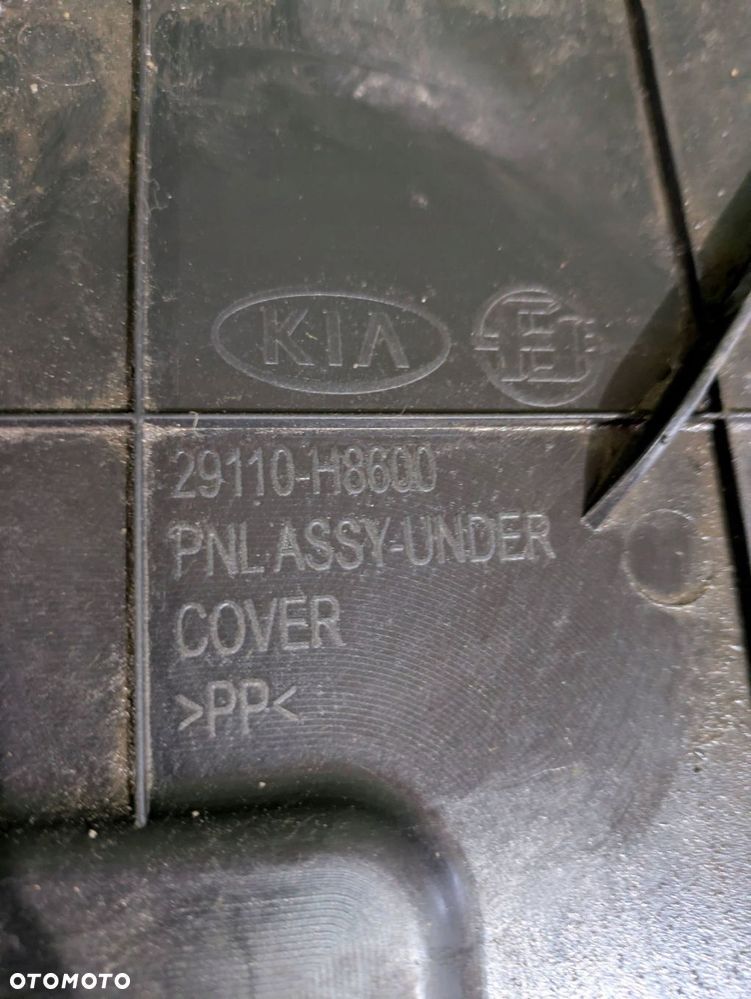 KIA
29110-H8600
PNL ASSY-UNDER
COVER
>PP<
OTOMOTO